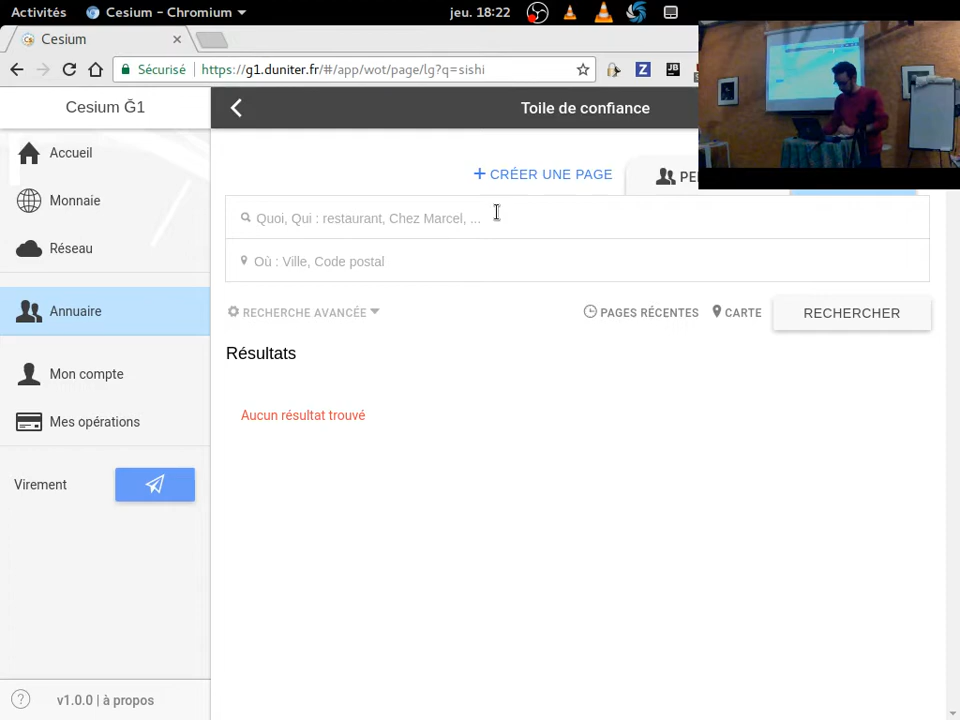 Activités Cesium – Chromium jeu. 18:22
Cesium
Sécurisé https://g1.duniter.fr/#/app/wot/page/lg?q=sishi Z JB
Cesium Ğ1 Toile de confiance
Accueil
Monnaie
Réseau
Annuaire
Mon compte
Mes opérations
Virement
v1.0.0 | à propos
+ CRÉER UNE PAGE
Quoi, Qui : restaurant, Chez Marcel, ...
Où : Ville, Code postal
RECHERCHE AVANCÉE PAGES RÉCENTES CARTE RECHERCHER
Résultats
Aucun résultat trouvé